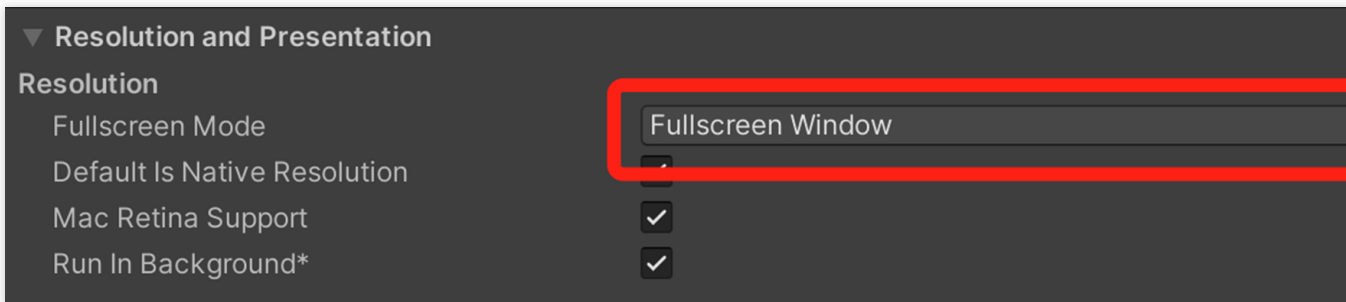 Resolution and Presentation
Resolution
Fullscreen Mode Fullscreen Window
Default Is Native Resolution
Mac Retina Support
Run In Background*